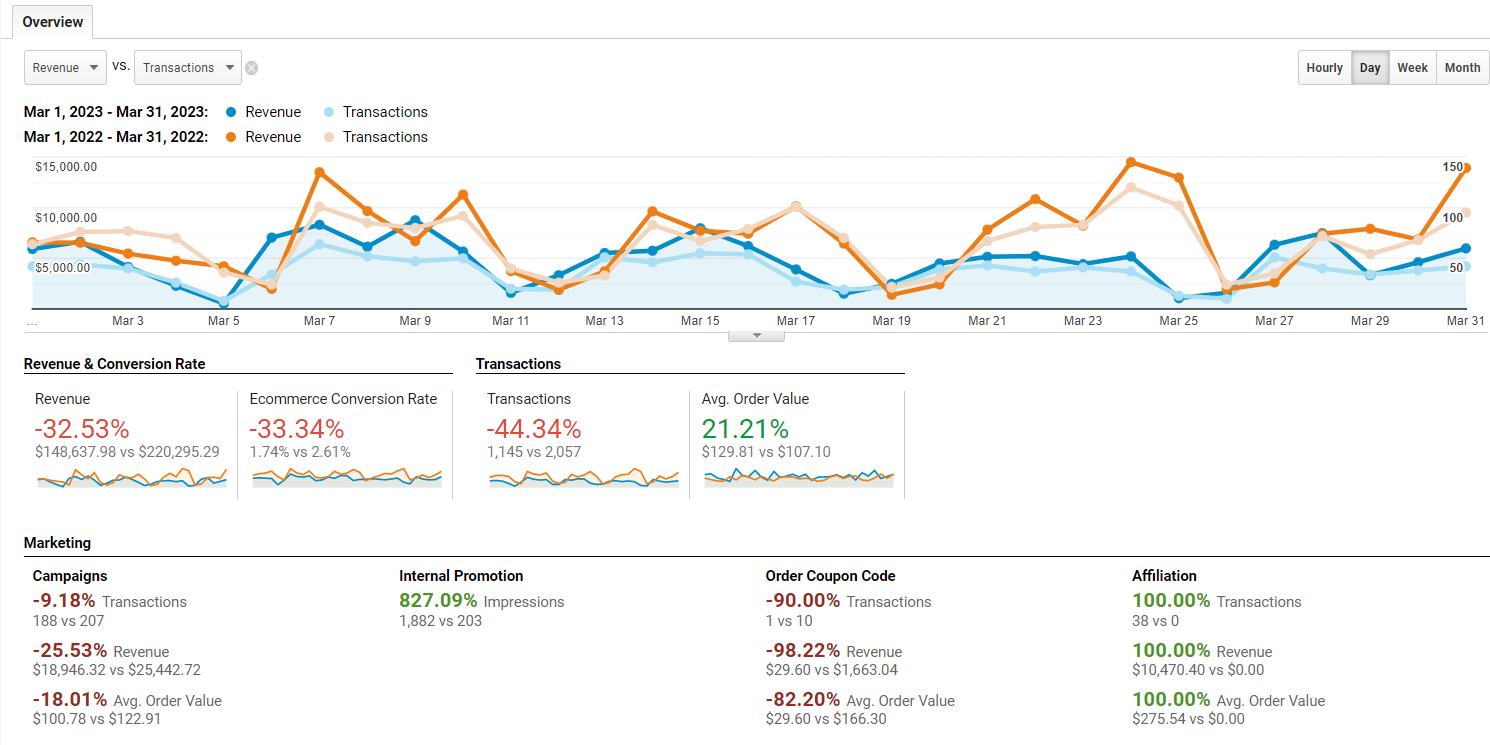 Overview
Revenue vs. Transactions
Hourly Day Week Month
Mar 1, 2023 - Mar 31, 2023: Revenue Transactions
Mar 1, 2022 - Mar 31, 2022: Revenue Transactions
$15,000.00 150
$10,000.00 100
$5,000.00 50
... Mar 3 Mar 5 Mar 7 Mar 9 Mar 11 Mar 13 Mar 15 Mar 17 Mar 19 Mar 21 Mar 23 Mar 25 Mar 27 Mar 29 Mar 31
Revenue & Conversion Rate Transactions
Revenue Ecommerce Conversion Rate Transactions Avg. Order Value
-32.53% -33.34% -44.34% 21.21%
$148,637.98 vs $220,295.29 1.74% vs 2.61% 1,145 vs 2,057 $129.81 vs $107.10
Marketing
Campaigns Internal Promotion Order Coupon Code Affiliation
-9.18% Transactions 827.09% Impressions -90.00% Transactions 100.00% Transactions
188 vs 207 1,882 vs 203 1 vs 10 38 vs 0
-25.53% Revenue -98.22% Revenue 100.00% Revenue
$18,946.32 vs $25,442.72 $29.60 vs $1,663.04 $10,470.40 vs $0.00
-18.01% Avg. Order Value -82.20% Avg. Order Value 100.00% Avg. Order Value
$100.78 vs $122.91 $29.60 vs $166.30 $275.54 vs $0.00